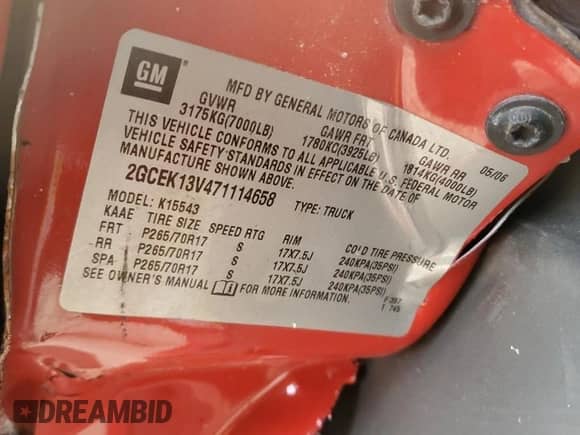 GM
MFD BY GENERAL MOTORS OF CANADA LTD.
GVWR GAWR FRT GAWR RR 05/06
3175KG(7000LB) 1780KG(3925LB) 1814KG(4000LB)
THIS VEHICLE CONFORMS TO ALL APPLICABLE U.S. FEDERAL MOTOR
VEHICLE SAFETY STANDARDS IN EFFECT ON THE DATE OF
MANUFACTURE SHOWN ABOVE.
2GCEK13V471114658 TYPE: TRUCK
MODEL: K15543
KAAE TIRE SIZE SPEED RTG RIM COLD TIRE PRESSURE
FRT P265/70R17 S 17X7.5J 240KPA(35PSI)
RR P265/70R17 S 17X7.5J 240KPA(35PSI)
SPA P265/70R17 S 17X7.5J 240KPA(35PSI)
SEE OWNER'S MANUAL FOR MORE INFORMATION.
DREAMBID